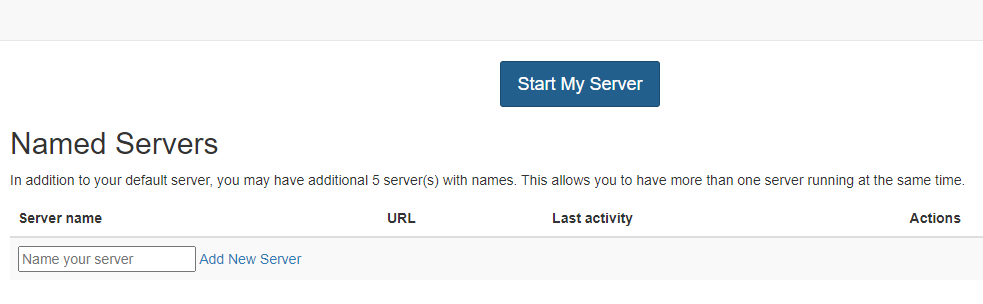 Start My Server
Named Servers
In addition to your default server, you may have additional 5 server(s) with names. This allows you to have more than one server running at the same time.
Server name URL Last activity Actions
Name your server Add New Server